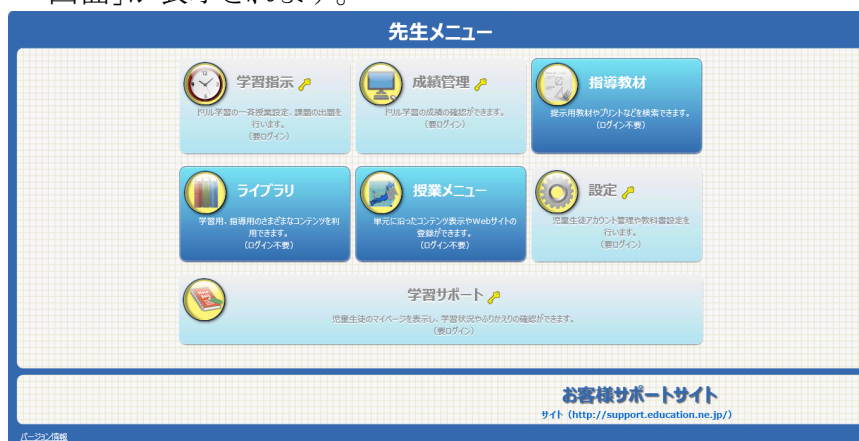 画面」が表示されます。
先生メニュー
学習指示
ドリル学習の一斉授業設定、課題の出題を
行います。
(要ログイン)
成績管理
ドリル学習の成績の確認ができます。
(要ログイン)
指導教材
提示用教材やプリントなどを検索できます。
(ログイン不要)
ライブラリ
学習用、指導用のさまざまなコンテンツを利
用できます。
(ログイン不要)
授業メニュー
単元に沿ったコンテンツ表示やWebサイトの
登録ができます。
(ログイン不要)
設定
児童生徒アカウント管理や教科書設定を
行います。
(要ログイン)
学習サポート
児童生徒のマイページを表示し、学習状況やふりかえりの確認ができます。
(要ログイン)
お客様サポートサイト
サイト (http://support.education.ne.jp/)
バージョン情報